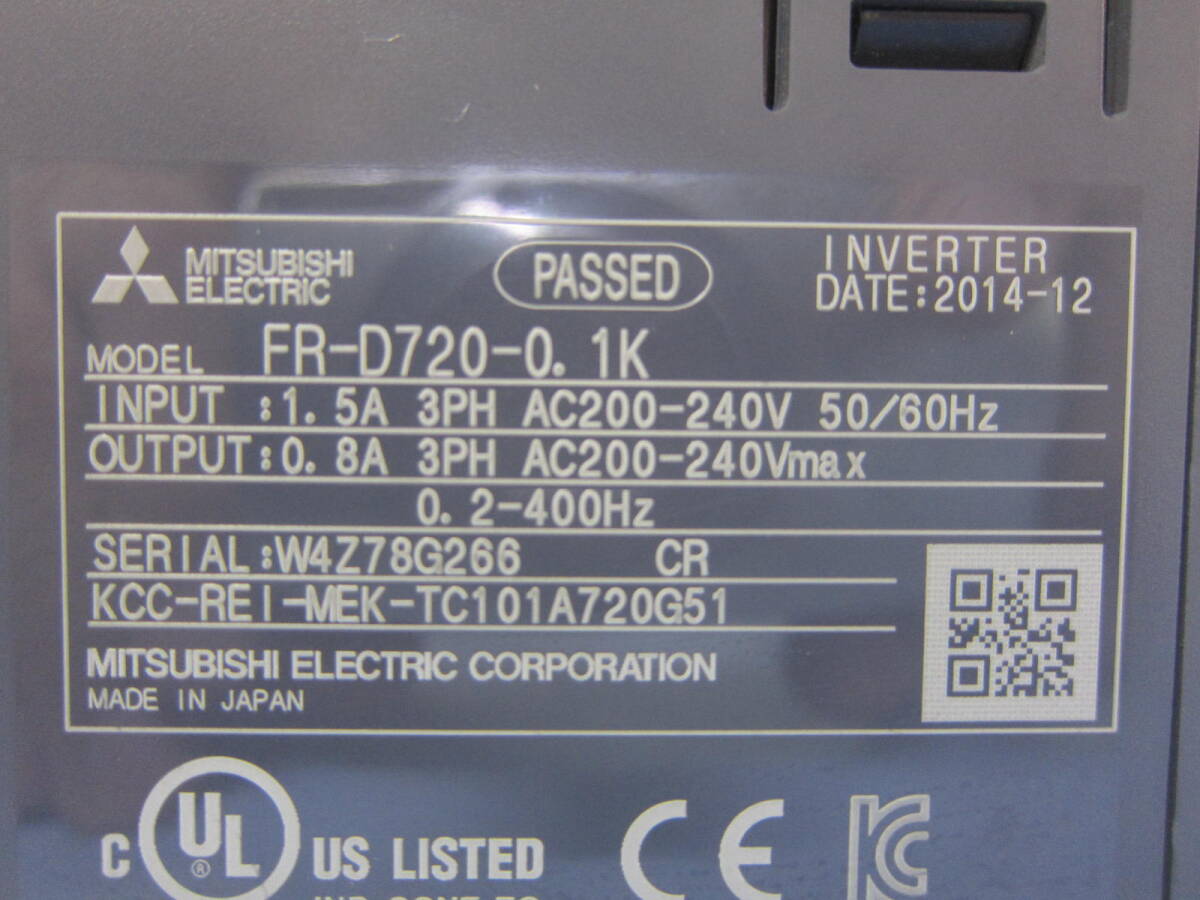 MITSUBISHI
ELECTRIC
PASSED
INVERTER
DATE:2014-12
MODEL FR-D720-0.1K
INPUT :1.5A 3PH AC200-240V 50/60Hz
OUTPUT:0.8A 3PH AC200-240Vmax
0.2-400Hz
SERIAL:W4Z78G266 CR
KCC-REI-MEK-TC101A720G51
MITSUBISHI ELECTRIC CORPORATION
MADE IN JAPAN
C UL ® US LISTED
CE
KC